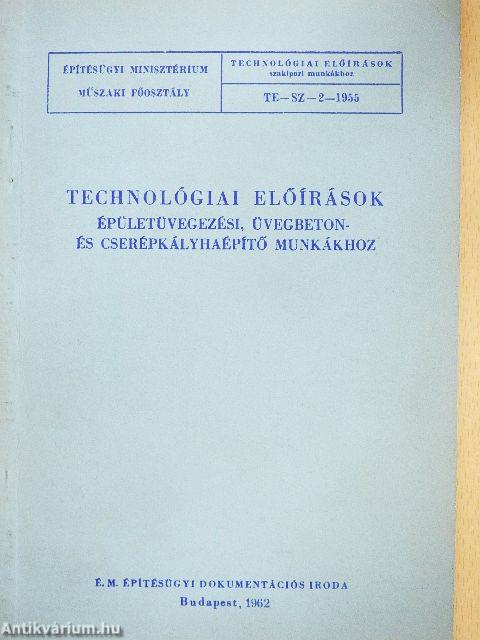 ÉPÍTÉSÜGYI MINISZTÉRIUM
MŰSZAKI FŐOSZTÁLY
TECHNOLÓGIAI ELŐÍRÁSOK
szakipari munkákhoz
TE—SZ—2—1955
TECHNOLÓGIAI ELŐÍRÁSOK
ÉPÜLETÜVEGEZÉSI, ÜVEGBETON-
ÉS CSERÉPKÁLYHAÉPÍTŐ MUNKÁKHOZ
É. M. ÉPÍTÉSÜGYI DOKUMENTÁCIÓS IRODA
Budapest, 1962
Antikvárium.hu